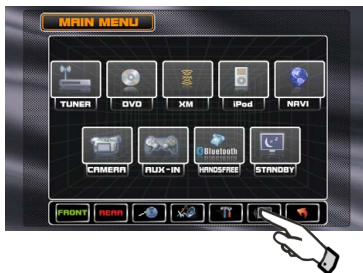 MAIN MENU
TUNER DVD XM iPod NAVI
Bluetooth
CAMERA AUX-IN HANDSFREE STANDBY
FRONT REAR